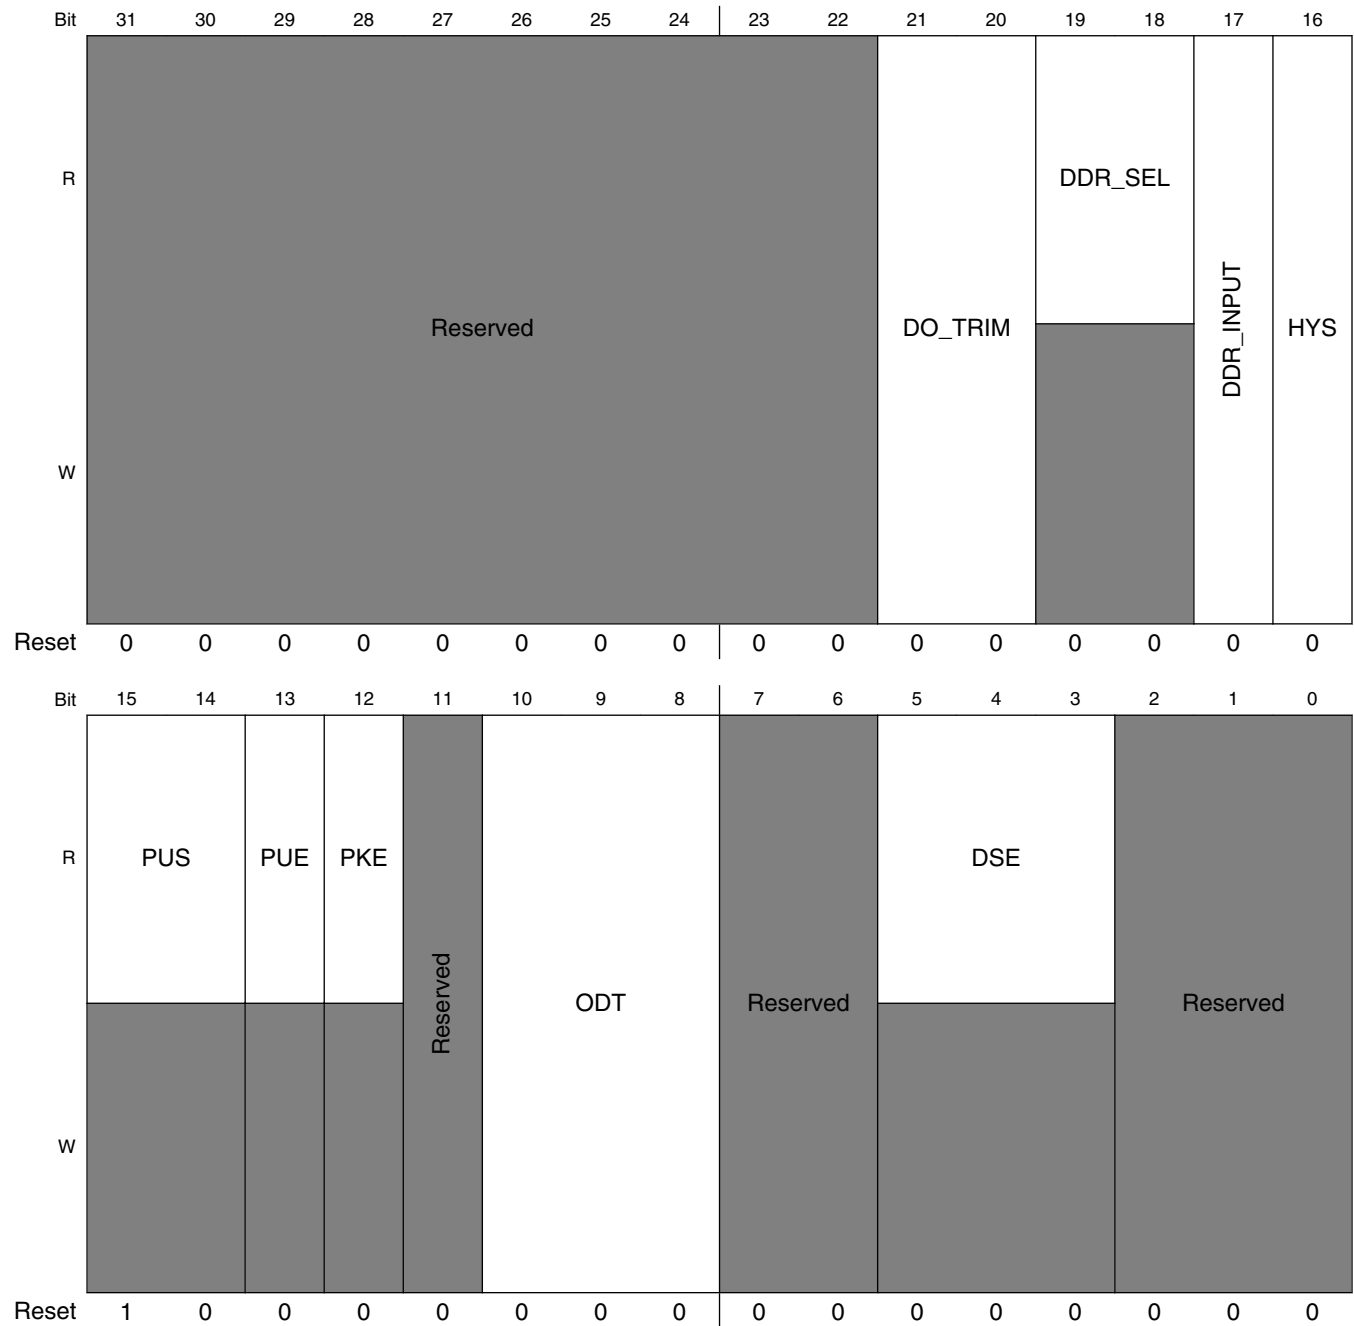 Bit 31 30 29 28 27 26 25 24 23 22 21 20 19 18 17 16
R
Reserved
DO_TRIM
DDR_SEL
DDR_INPUT
HYS
W
Reset 0 0 0 0 0 0 0 0 0 0 0 0 0 0 0 0
Bit 15 14 13 12 11 10 9 8 7 6 5 4 3 2 1 0
R PUS PUE PKE DSE
Reserved ODT Reserved Reserved
W
Reset 1 0 0 0 0 0 0 0 0 0 0 0 0 0 0 0